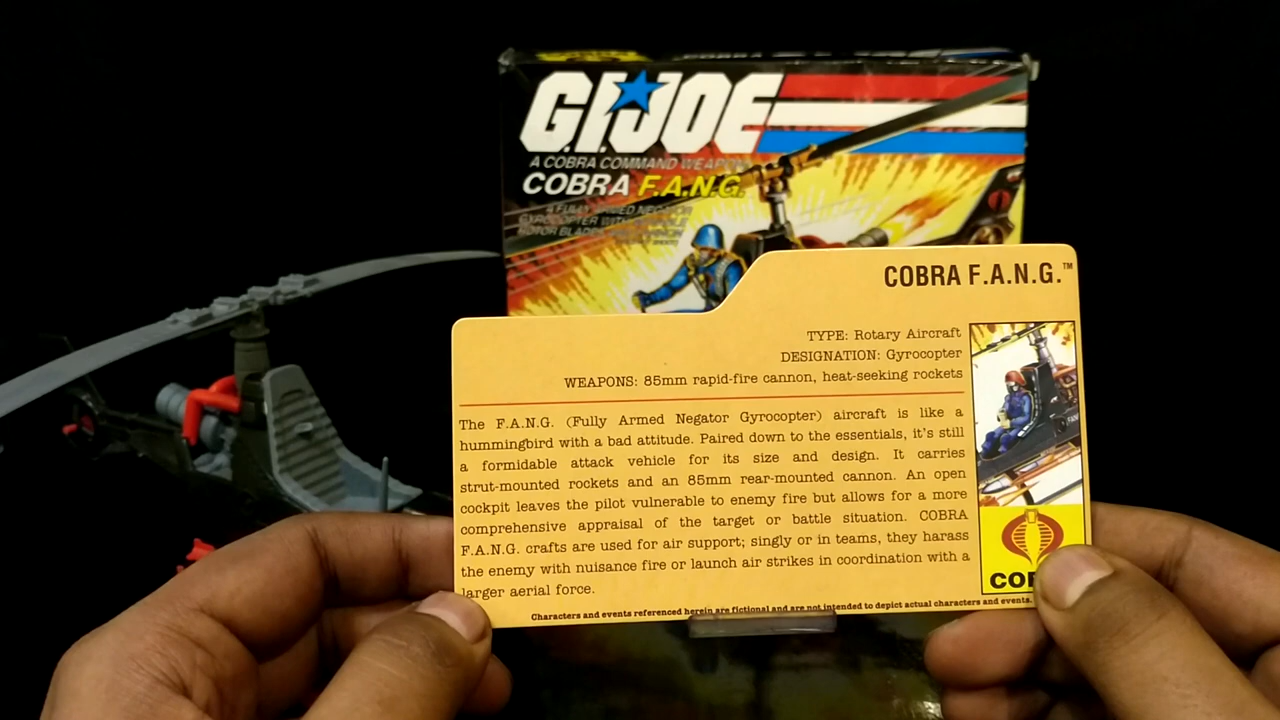 G.I. JOE
A COBRA COMMAND WEAPON
COBRA F.A.N.G.
COBRA F.A.N.G.™
TYPE: Rotary Aircraft
DESIGNATION: Gyrocopter
WEAPONS: 85mm rapid-fire cannon, heat-seeking rockets
The F.A.N.G. (Fully Armed Negator Gyrocopter) aircraft is like a
hummingbird with a bad attitude. Paired down to the essentials, it's still
a formidable attack vehicle for its size and design. It carries
strut-mounted rockets and an 85mm rear-mounted cannon. An open
cockpit leaves the pilot vulnerable to enemy fire but allows for a more
comprehensive appraisal of the target or battle situation. COBRA
F.A.N.G. crafts are used for air support; singly or in teams, they harass
the enemy with nuisance fire or launch air strikes in coordination with a
larger aerial force.
Characters and events referenced herein are fictional and are not intended to depict actual characters and events.